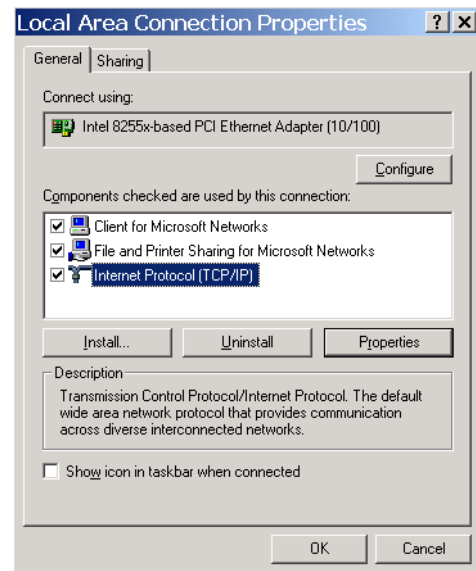 Local Area Connection Properties
General
Sharing
Connect using:
Intel 8255x-based PCI Ethernet Adapter (10/100)
Configure
Components checked are used by this connection:
Client for Microsoft Networks
File and Printer Sharing for Microsoft Networks
Internet Protocol (TCP/IP)
Install...
Uninstall
Properties
Description
Transmission Control Protocol/Internet Protocol. The default
wide area network protocol that provides communication
across diverse interconnected networks.
Show icon in taskbar when connected
OK
Cancel